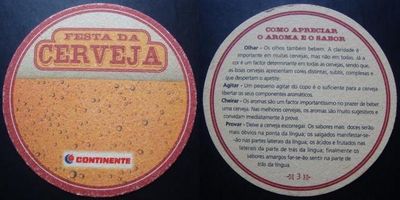 FESTA DA
CERVEJA
CONTINENTE
COMO APRECIAR
O AROMA E O SABOR
Olhar - Os olhos também bebem. A claridade é
importante em muitas cervejas, mas não em todas. Já a
cor é um factor determinante em todas as cervejas, sendo que,
as boas cervejas apresentam cores distintas, subtis, complexas e
que despertam o apetite.
Agitar - Um pequeno agitar do copo é o suficiente para a cerveja
libertar os seus componentes aromáticos.
Cheirar - Os aromas são um factor importantíssimo no prazer de beber
uma cerveja. Nas melhores cervejas, os aromas são muito sugestivos e
convidam imediatamente à prova.
Provar - Deixe a cerveja escorregar. Os sabores mais doces serão
mais óbvios na ponta da língua; os salgados manifestar-se-
-ão nas partes laterais da língua; os ácidos e frutados nas
laterais da parte de trás da língua; finalmente os
sabores amargos far-se-ão sentir na parte de
trás da língua.
3